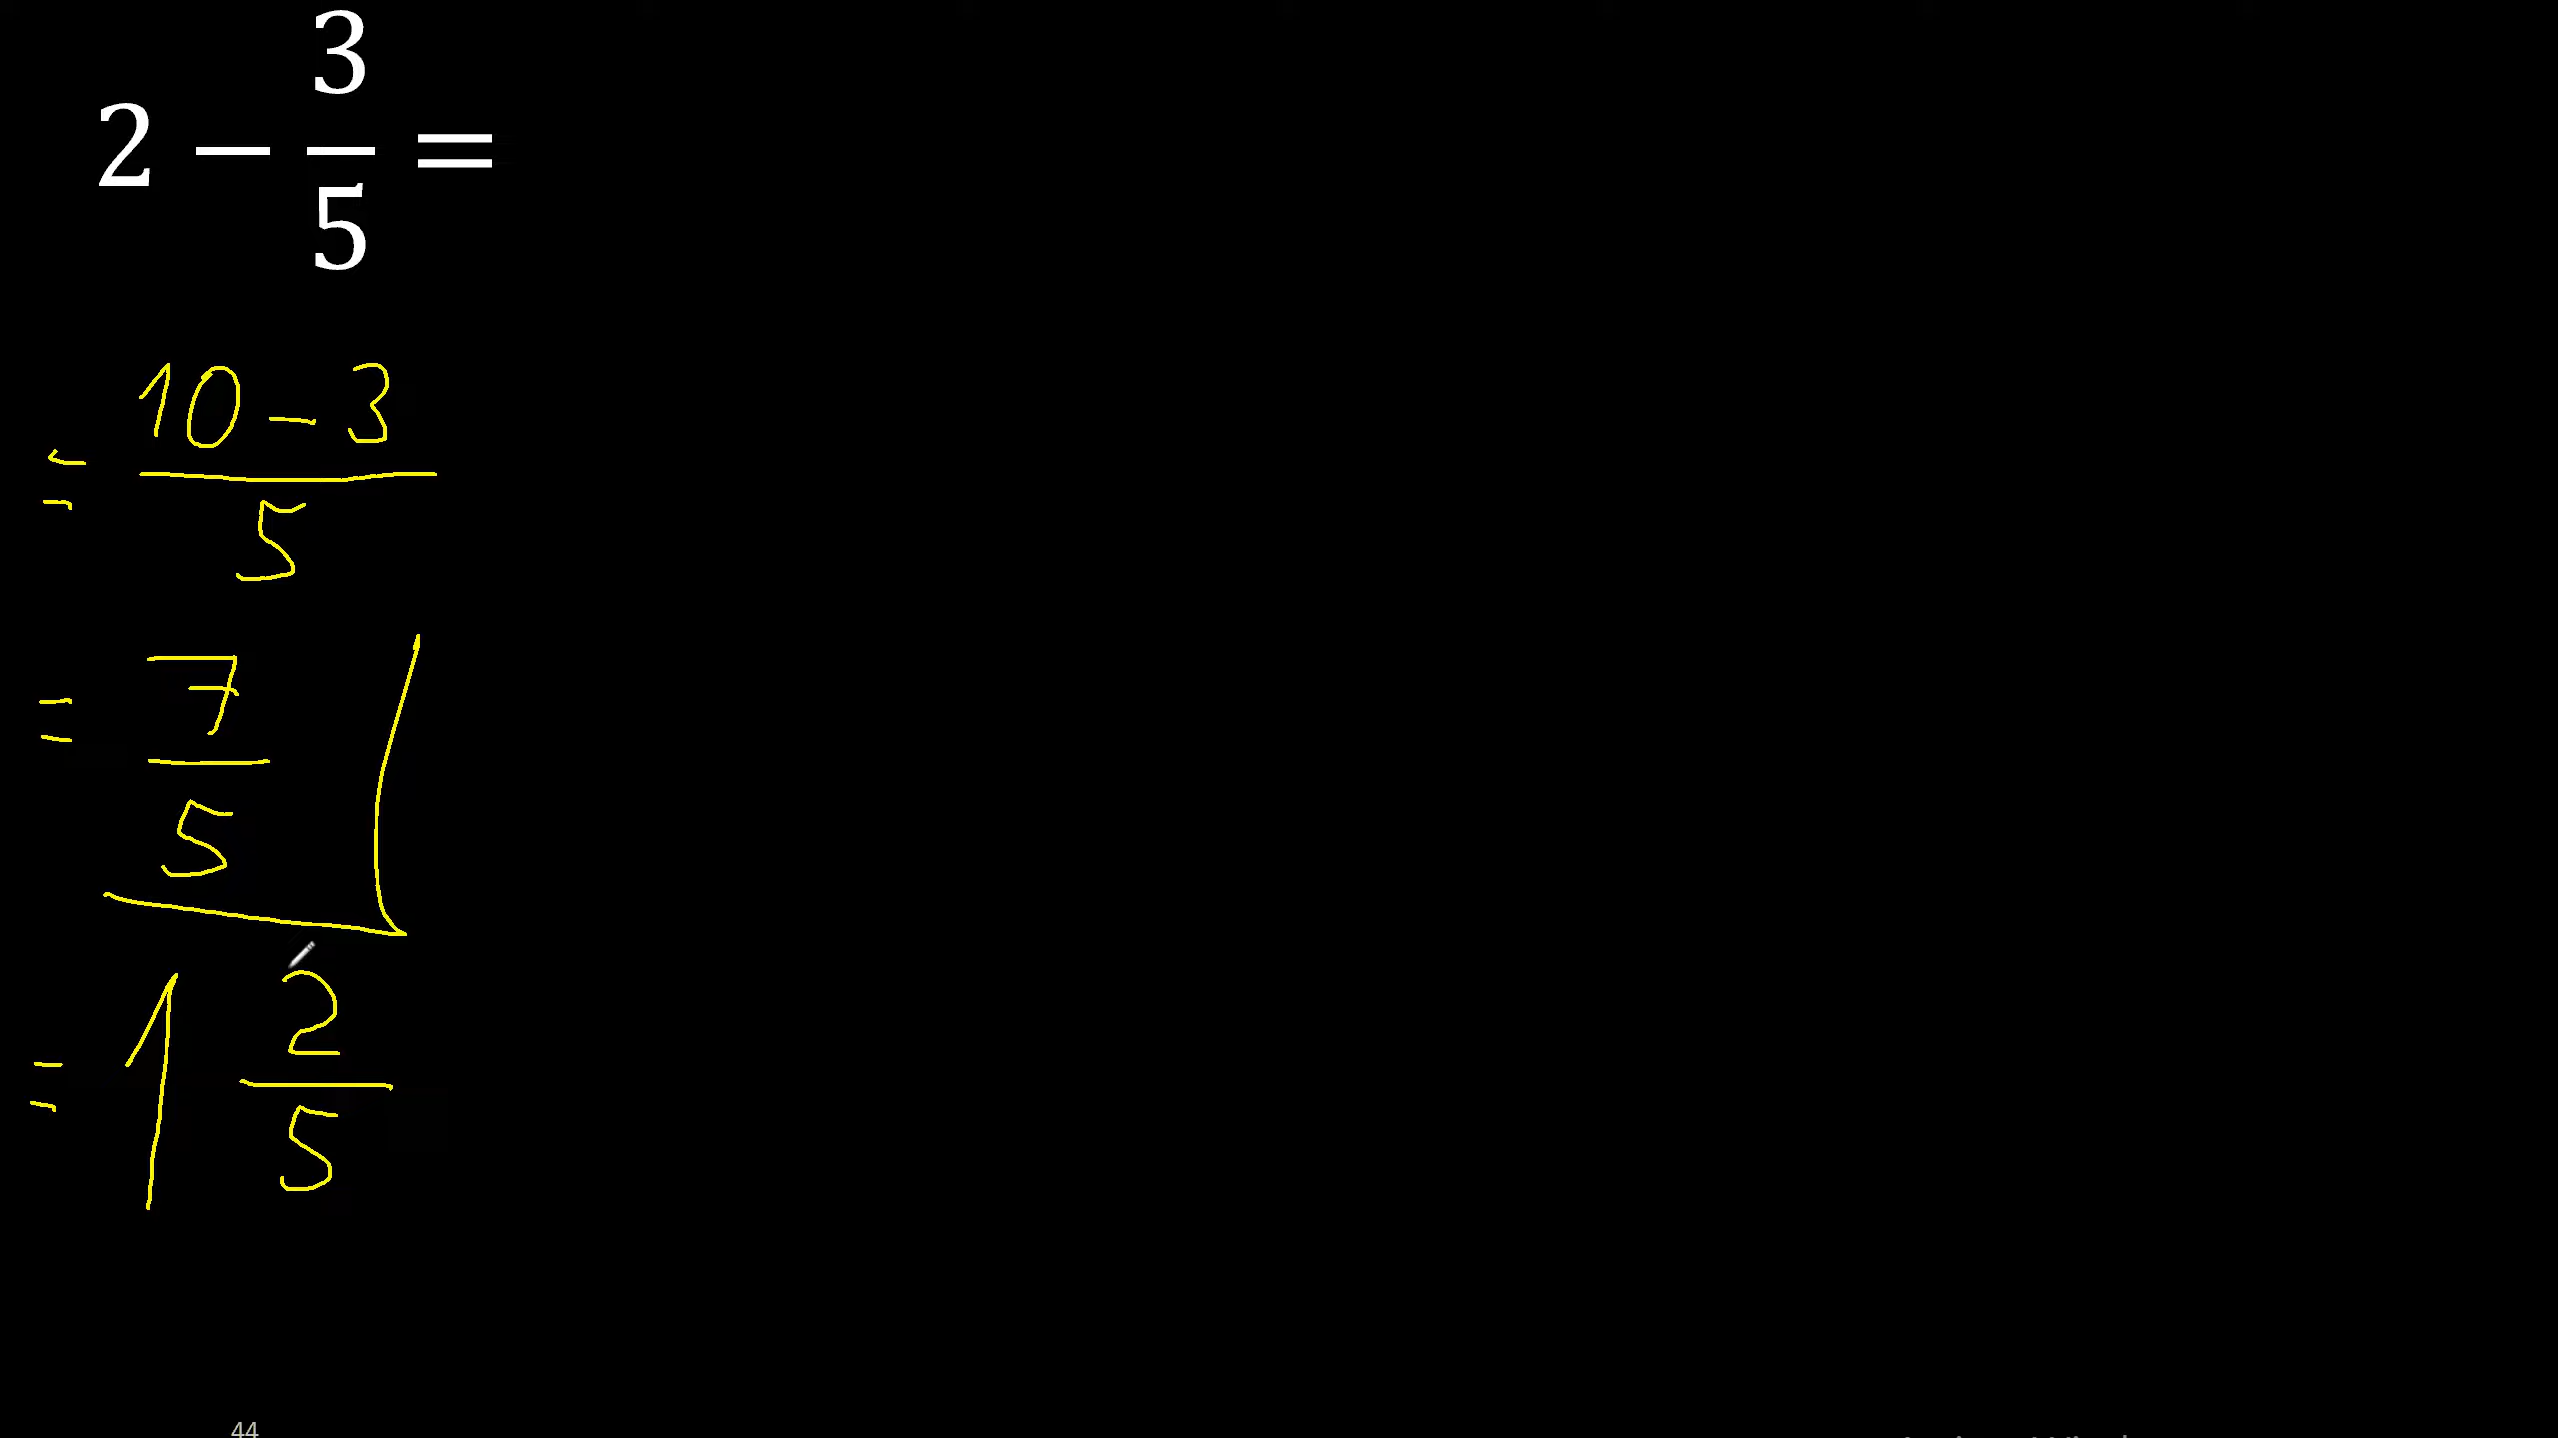 2 − 3/5 =
= 10 − 3 / 5
= 7/5
= 1 2/5
44